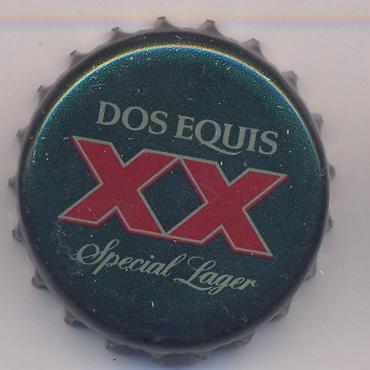 DOS EQUIS
XX
Special Lager